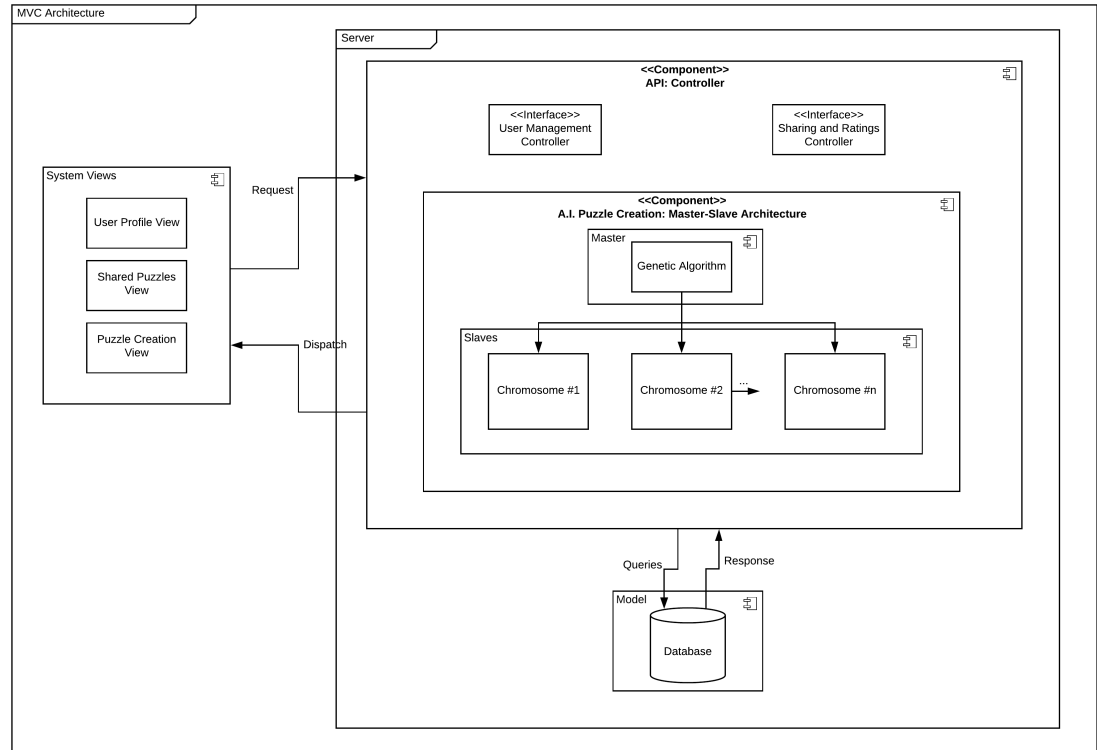 MVC Architecture
Server
<<Component>>
API: Controller
<<Interface>>
User Management
Controller
<<Interface>>
Sharing and Ratings
Controller
System Views
User Profile View
Shared Puzzles
View
Puzzle Creation
View
Request
Dispatch
<<Component>>
A.I. Puzzle Creation: Master-Slave Architecture
Master
Genetic Algorithm
Slaves
Chromosome #1
Chromosome #2
...
Chromosome #n
Queries
Response
Model
Database